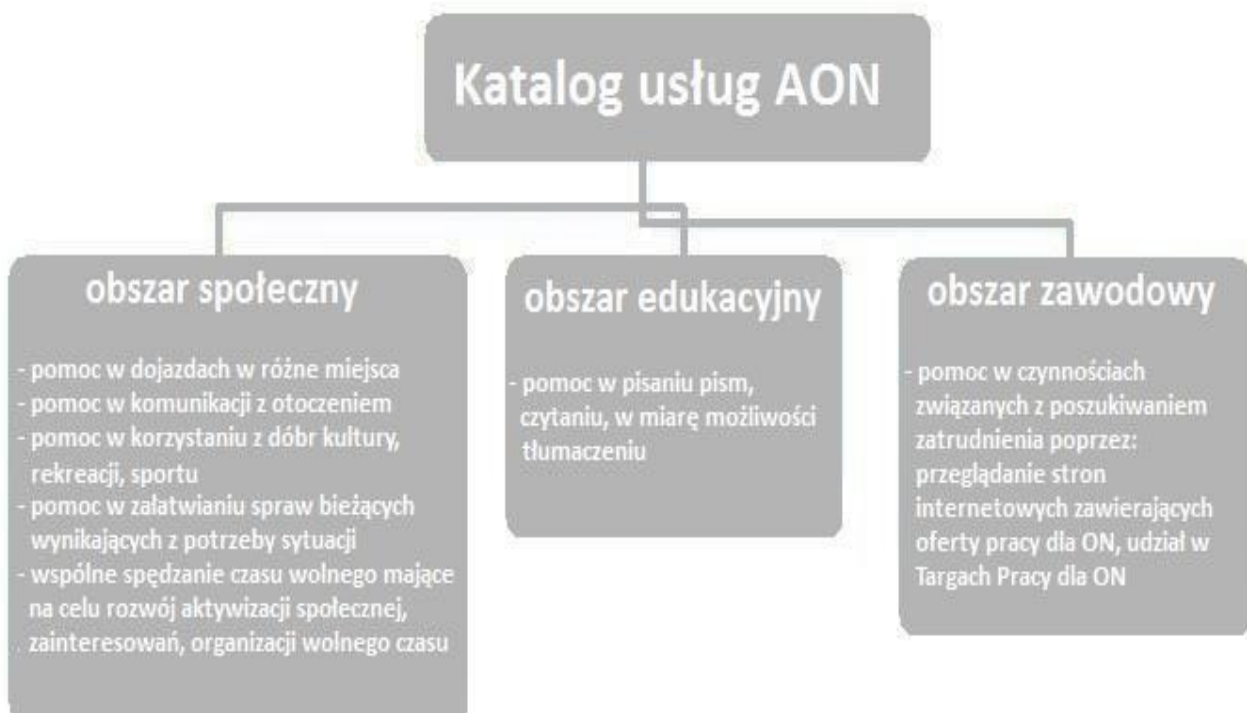 Katalog usług AON
obszar społeczny
- pomoc w dojazdach w różne miejsca
- pomoc w komunikacji z otoczeniem
- pomoc w korzystaniu z dóbr kultury,
rekreacji, sportu
- pomoc w załatwianiu spraw bieżących
wynikających z potrzeby sytuacji
- wspólne spędzanie czasu wolnego mające
na celu rozwój aktywizacji społecznej,
. zainteresowań, organizacji wolnego czasu
obszar edukacyjny
- pomoc w pisaniu pism,
czytaniu, w miarę możliwości
tłumaczeniu
obszar zawodowy
- pomoc w czynnościach
związanych z poszukiwaniem
zatrudnienia poprzez:
przeglądanie stron
internetowych zawierających
oferty pracy dla ON, udział w
Targach Pracy dla ON